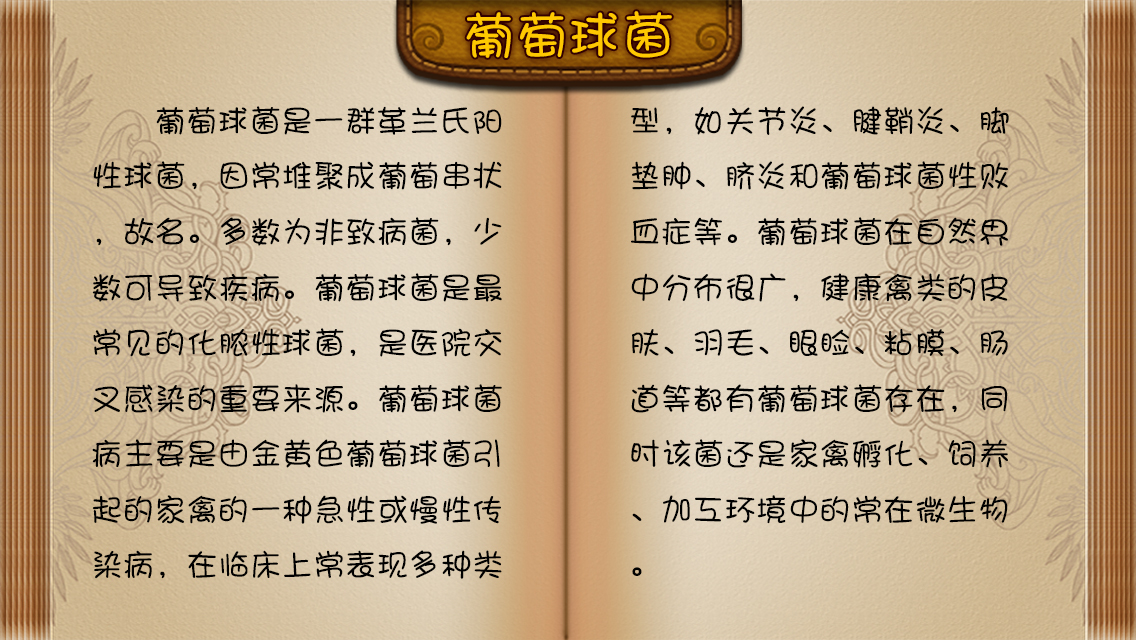 葡萄球菌
葡萄球菌是一群革兰氏阳
性球菌，因常堆聚成葡萄串状
，故名。多数为非致病菌，少
数可导致疾病。葡萄球菌是最
常见的化脓性球菌，是医院交
叉感染的重要来源。葡萄球菌
病主要是由金黄色葡萄球菌引
起的家禽的一种急性或慢性传
染病，在临床上常表现多种类
型，如关节炎、腱鞘炎、脚
垫肿、脐炎和葡萄球菌性败
血症等。葡萄球菌在自然界
中分布很广，健康禽类的皮
肤、羽毛、眼睑、粘膜、肠
道等都有葡萄球菌存在，同
时该菌还是家禽孵化、饲养
、加互环境中的常在微生物
。